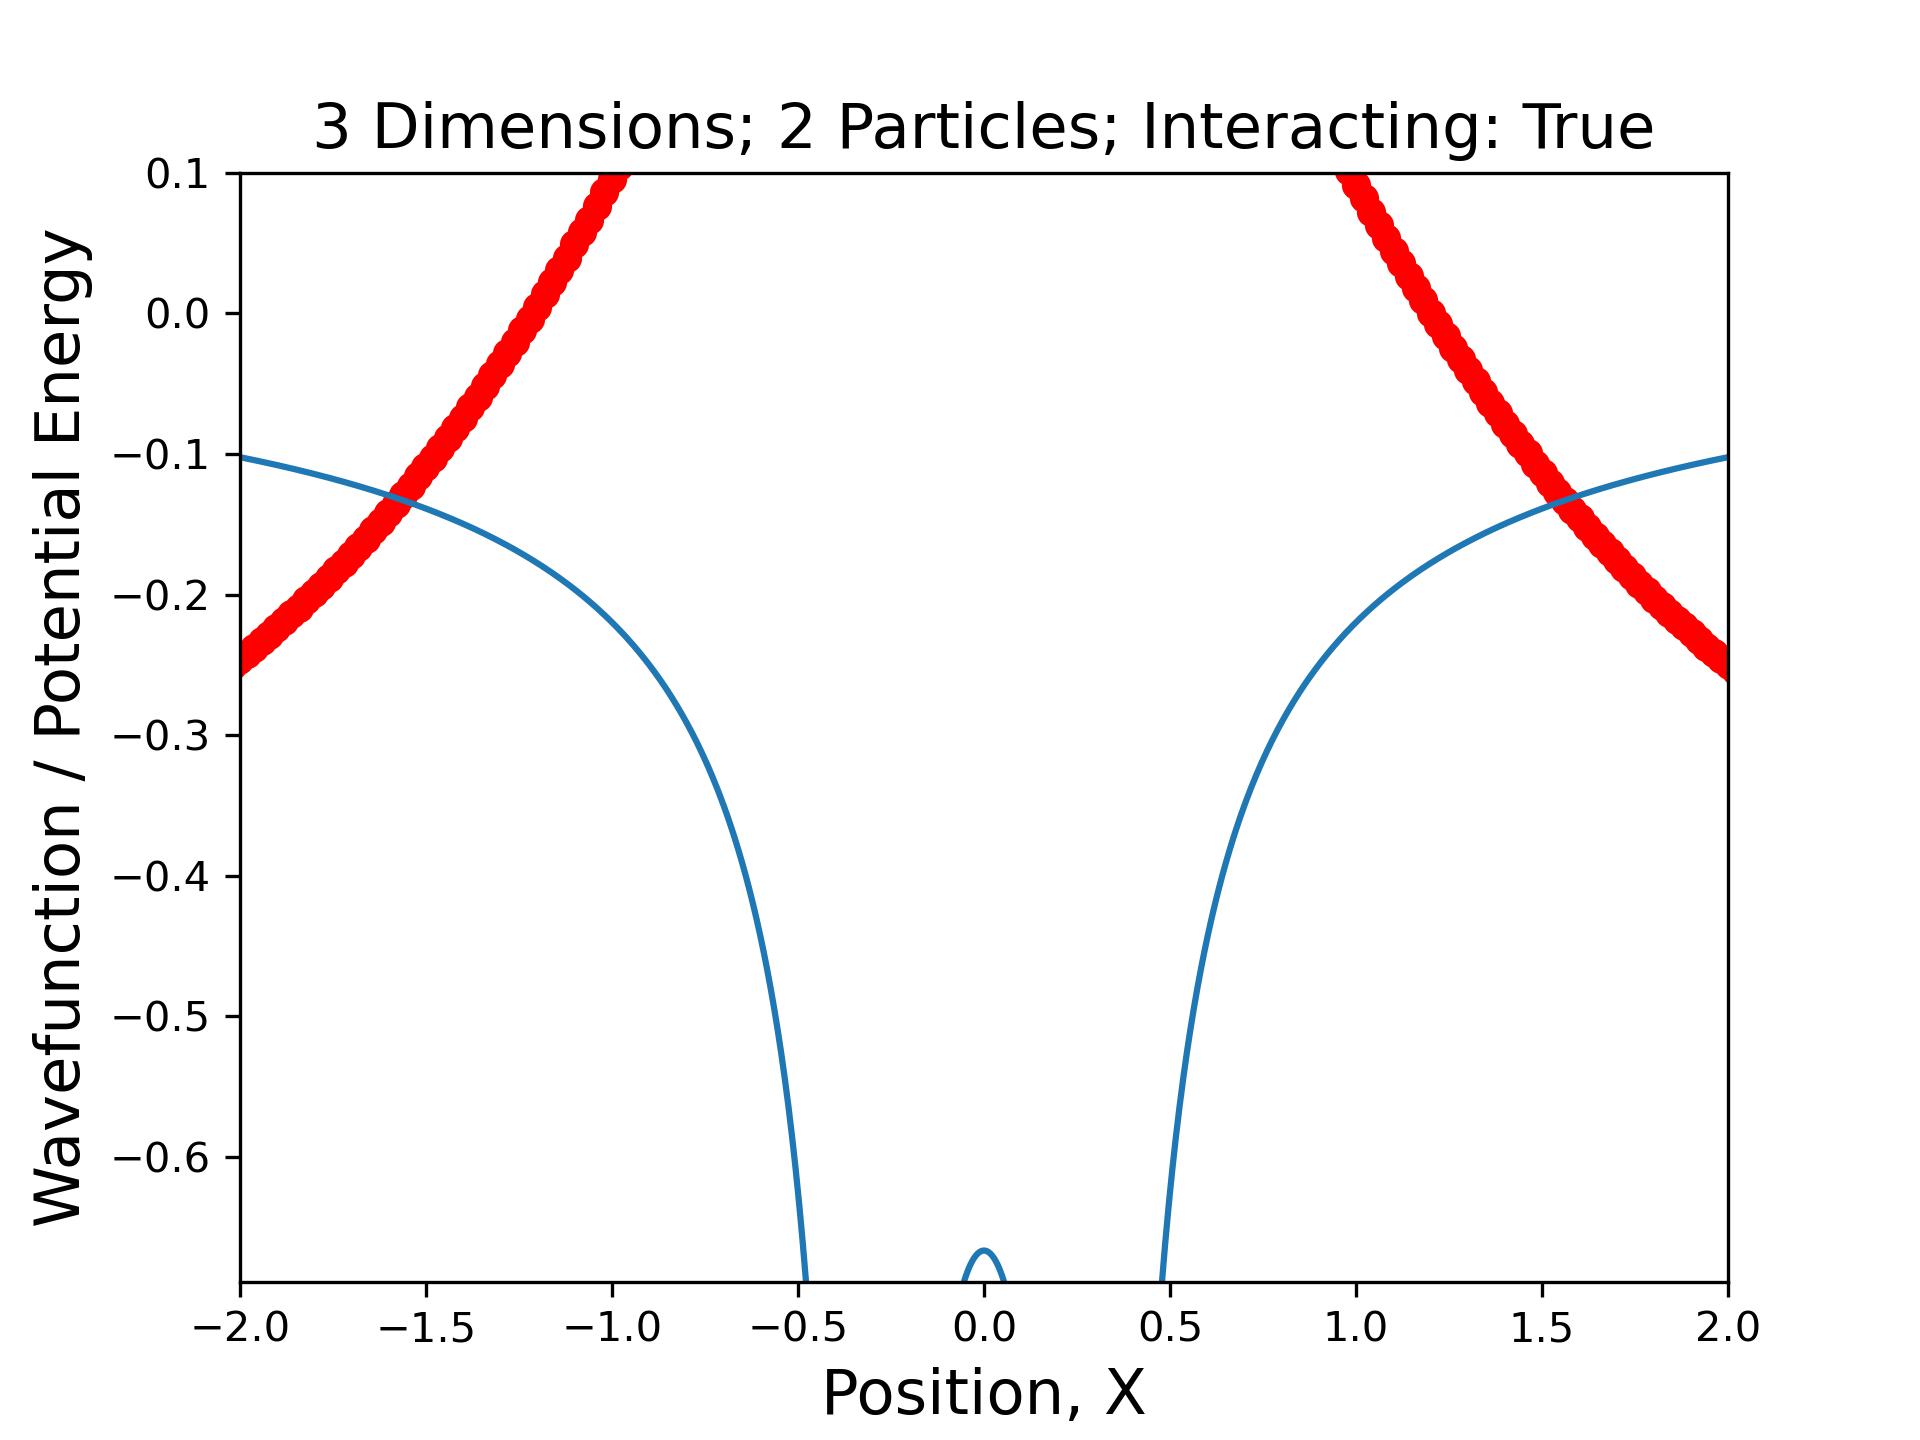 3 Dimensions; 2 Particles; Interacting: True
Wavefunction / Potential Energy
0.1
0.0
−0.1
−0.2
−0.3
−0.4
−0.5
−0.6
−2.0 −1.5 −1.0 −0.5 0.0 0.5 1.0 1.5 2.0
Position, X